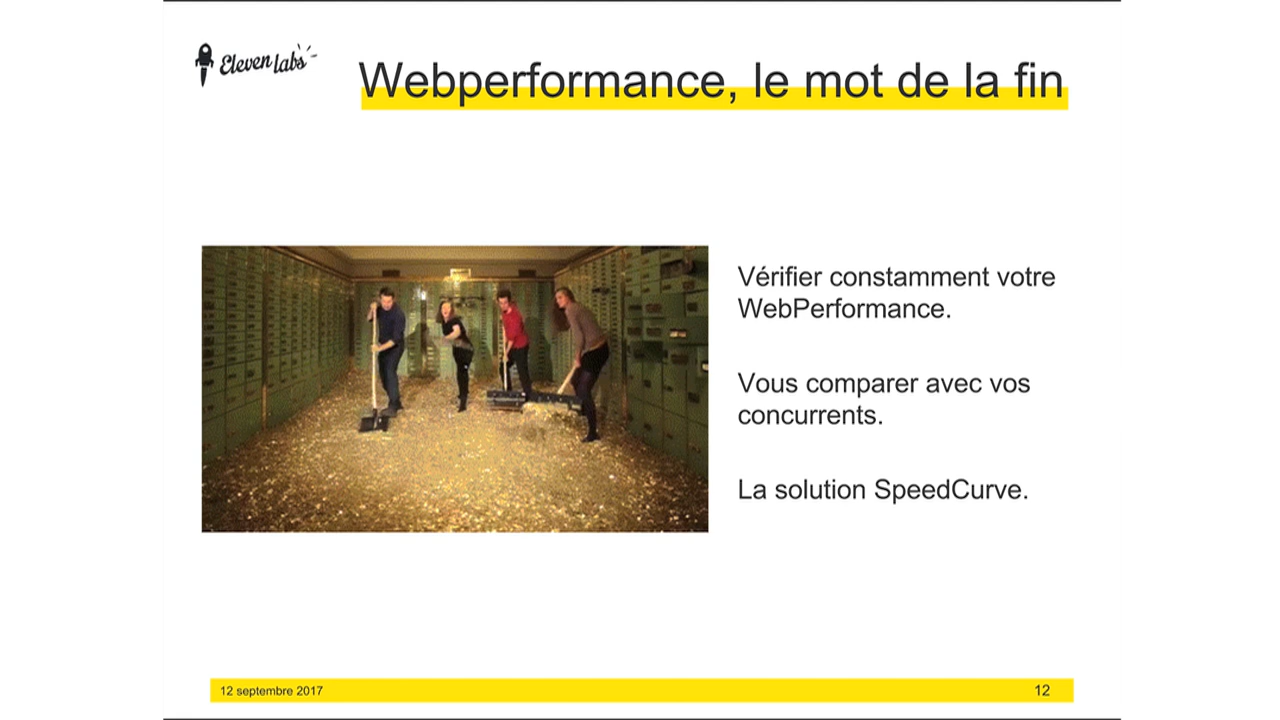 Eleven labs
Webperformance, le mot de la fin
Vérifier constamment votre
WebPerformance.
Vous comparer avec vos
concurrents.
La solution SpeedCurve.
12 septembre 2017
12